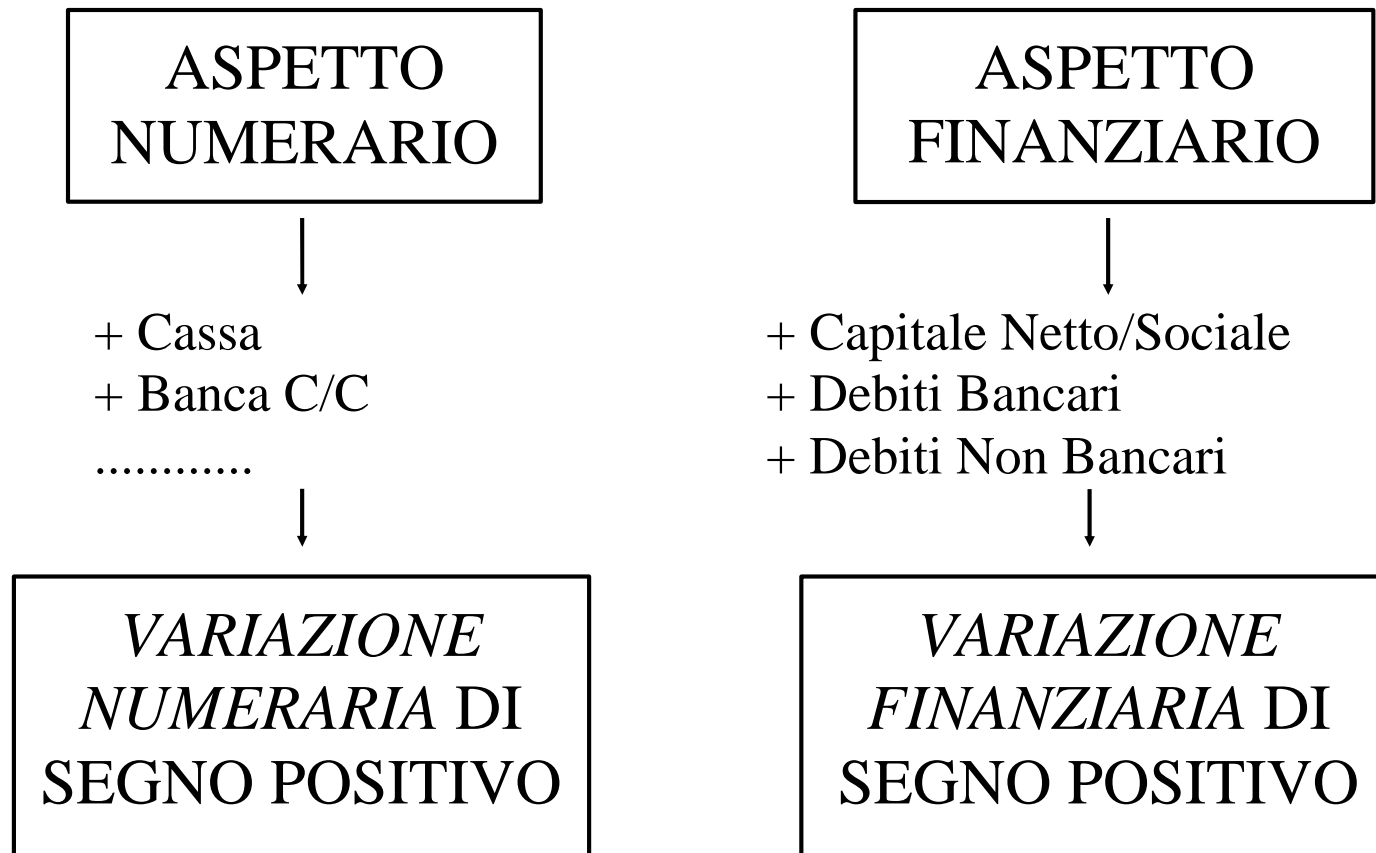 ASPETTO
NUMERARIO
+ Cassa
+ Banca C/C
............
VARIAZIONE
NUMERARIA DI
SEGNO POSITIVO
ASPETTO
FINANZIARIO
+ Capitale Netto/Sociale
+ Debiti Bancari
+ Debiti Non Bancari
VARIAZIONE
FINANZIARIA DI
SEGNO POSITIVO